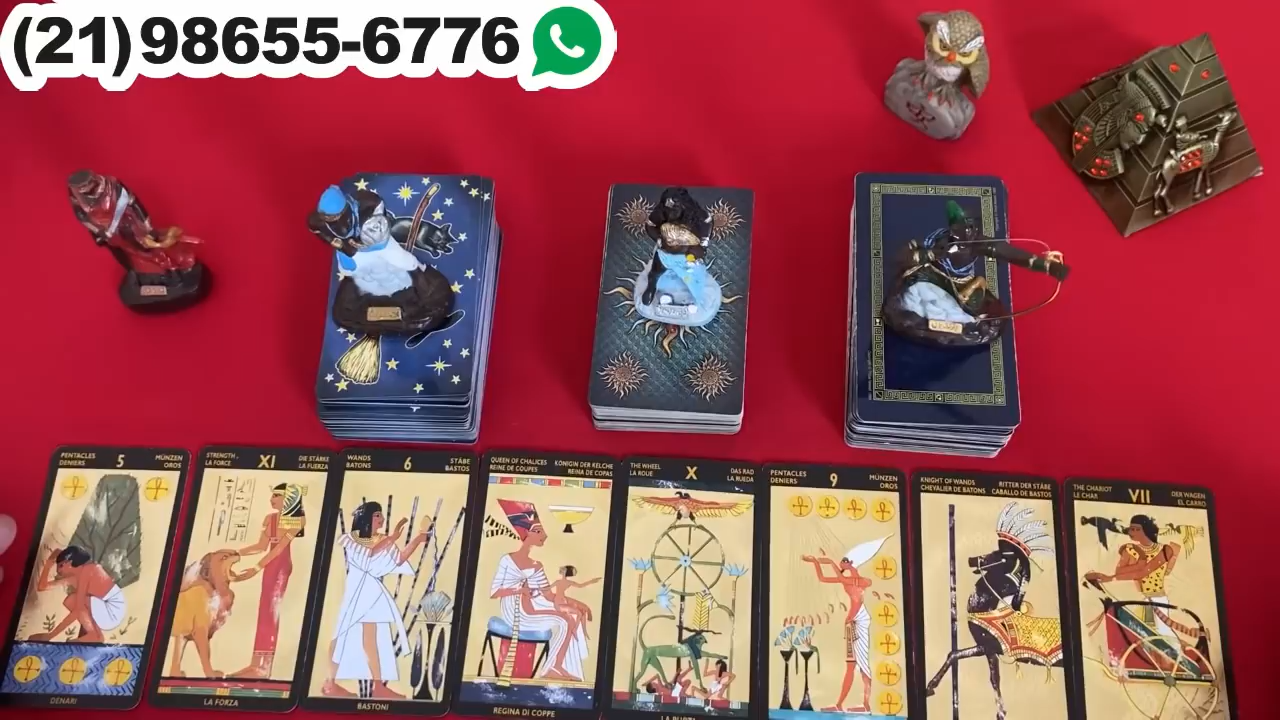 (21)98655-6776
PENTACLES
DENIERS
5
MÜNZEN
OROS
DENARI
STRENGTH
LA FORCE
XI
DIE STÄRKE
LA FUERZA
LA FORZA
WANDS
BATONS
6
STÄBE
BASTOS
BASTONI
QUEEN OF CHALICES
REINE DE COUPES
KÖNIGIN DER KELCHE
REINA DE COPAS
REGINA DI COPPE
THE WHEEL
LA ROUE
X
DAS RAD
LA RUEDA
PENTACLES
DENIERS
9
MÜNZEN
OROS
KNIGHT OF WANDS
CHEVALIER DE BATONS
RITTER DER STÄBE
CABALLO DE BASTOS
THE CHARIOT
LE CHAR
VII
DER WAGEN
EL CARRO